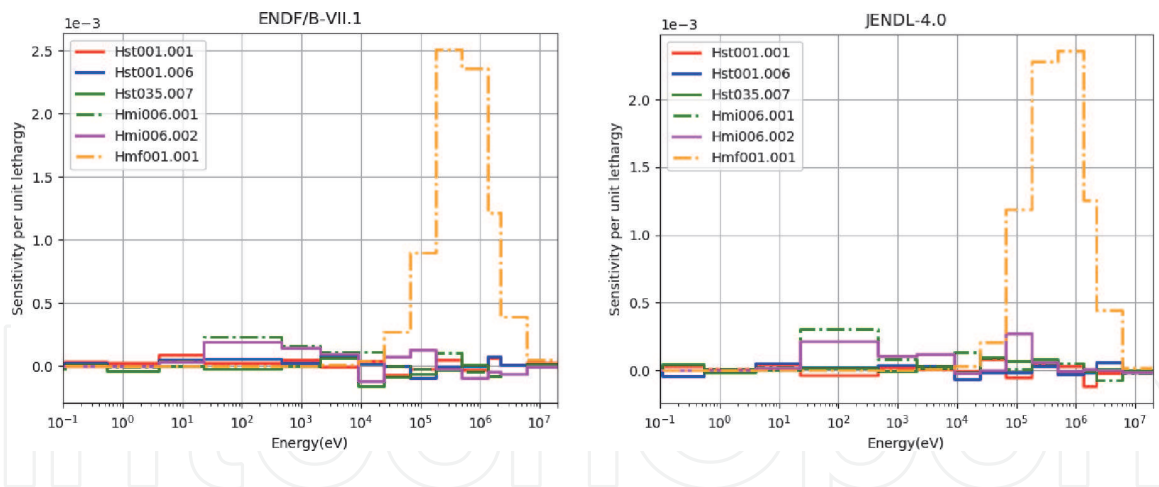 ENDF/B-VII.1
1e−3
Hst001.001
Hst001.006
Hst035.007
Hmi006.001
Hmi006.002
Hmf001.001
2.5
2.0
1.5
1.0
0.5
0.0
Sensitivity per unit lethargy
10⁻¹ 10⁰ 10¹ 10² 10³ 10⁴ 10⁵ 10⁶ 10⁷
Energy(eV)
JENDL-4.0
1e−3
Hst001.001
Hst001.006
Hst035.007
Hmi006.001
Hmi006.002
Hmf001.001
2.0
1.5
1.0
0.5
0.0
Sensitivity per unit lethargy
10⁻¹ 10⁰ 10¹ 10² 10³ 10⁴ 10⁵ 10⁶ 10⁷
Energy(eV)